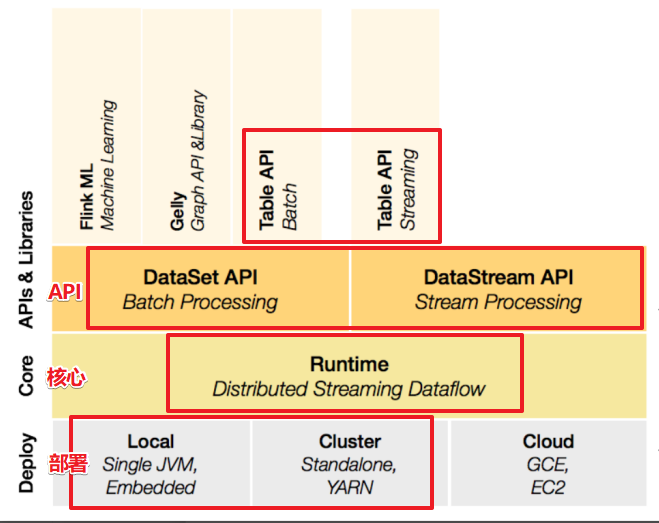 Flink ML
Machine Learning
Gelly
Graph API &Library
Table API
Batch
Table API
Streaming
APIs & Libraries
API
DataSet API
Batch Processing
DataStream API
Stream Processing
Core
核心
Runtime
Distributed Streaming Dataflow
Deploy
部署
Local
Single JVM,
Embedded
Cluster
Standalone,
YARN
Cloud
GCE,
EC2